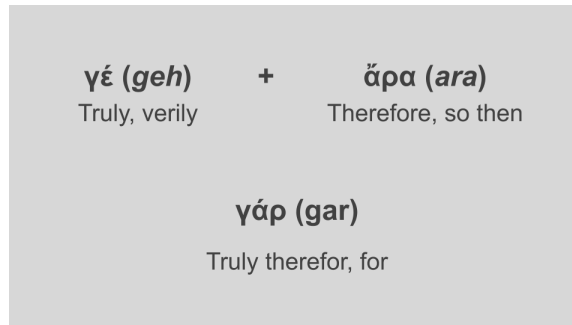 γέ (geh) + ἄρα (ara)
Truly, verily Therefore, so then
γάρ (gar)
Truly therefor, for